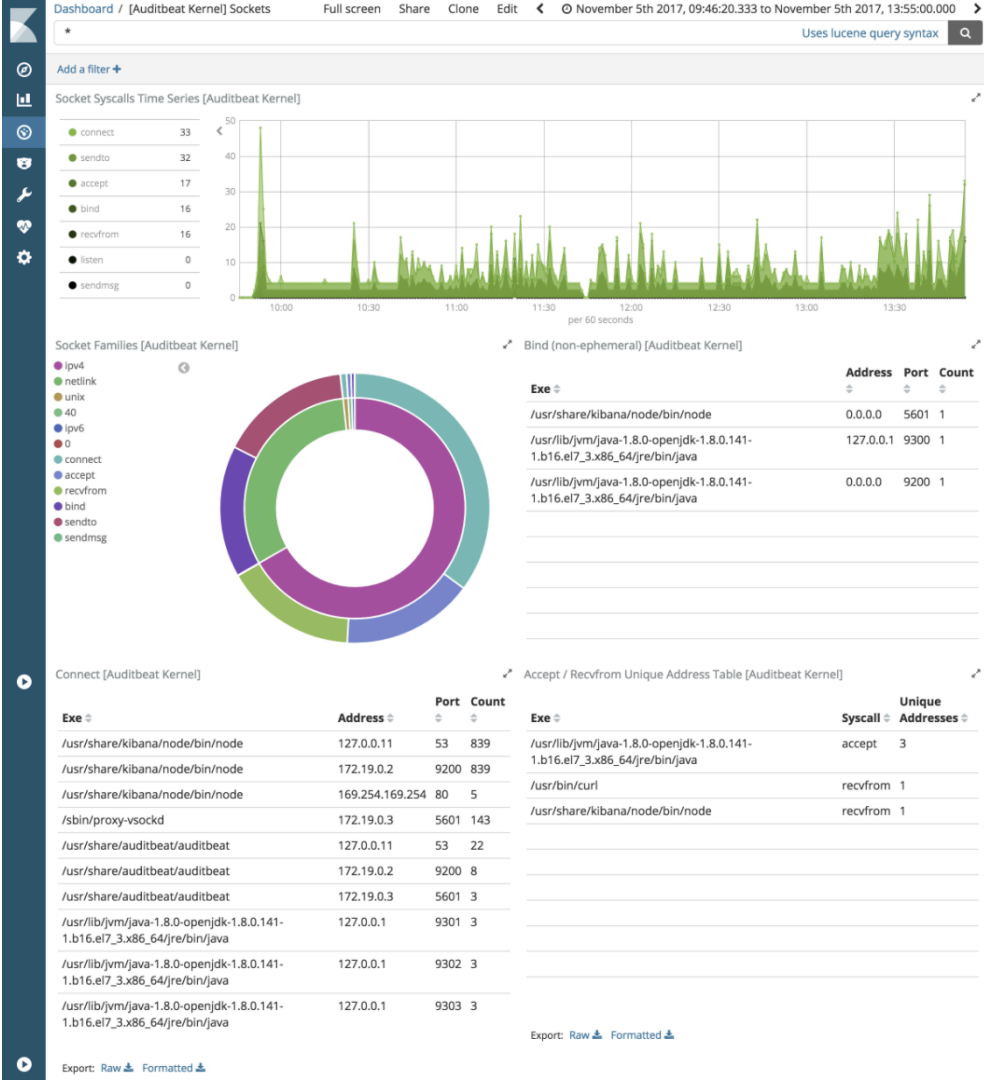 Dashboard / [Auditbeat Kernel] Sockets Full screen Share Clone Edit November 5th 2017, 09:46:20.333 to November 5th 2017, 13:55:00.000
* Uses lucene query syntax
Add a filter +
Socket Syscalls Time Series [Auditbeat Kernel]
connect 33
sendto 32
accept 17
bind 16
recvfrom 16
listen 0
sendmsg 0
50
40
30
20
10
0
10:00 10:30 11:00 11:30 12:00 12:30 13:00 13:30
per 60 seconds
Socket Families [Auditbeat Kernel]
ipv4
netlink
unix
40
ipv6
0
connect
accept
recvfrom
bind
sendto
sendmsg
Bind (non-ephemeral) [Auditbeat Kernel]
Exe Address Port Count
/usr/share/kibana/node/bin/node 0.0.0.0 5601 1
/usr/lib/jvm/java-1.8.0-openjdk-1.8.0.141- 127.0.0.1 9300 1
1.b16.el7_3.x86_64/jre/bin/java
/usr/lib/jvm/java-1.8.0-openjdk-1.8.0.141- 0.0.0.0 9200 1
1.b16.el7_3.x86_64/jre/bin/java
Connect [Auditbeat Kernel]
Exe Address Port Count
/usr/share/kibana/node/bin/node 127.0.0.11 53 839
/usr/share/kibana/node/bin/node 172.19.0.2 9200 839
/usr/share/kibana/node/bin/node 169.254.169.254 80 5
/sbin/proxy-vsockd 172.19.0.3 5601 143
/usr/share/auditbeat/auditbeat 127.0.0.11 53 22
/usr/share/auditbeat/auditbeat 172.19.0.2 9200 8
/usr/share/auditbeat/auditbeat 172.19.0.3 5601 3
/usr/lib/jvm/java-1.8.0-openjdk-1.8.0.141- 127.0.0.1 9301 3
1.b16.el7_3.x86_64/jre/bin/java
/usr/lib/jvm/java-1.8.0-openjdk-1.8.0.141- 127.0.0.1 9302 3
1.b16.el7_3.x86_64/jre/bin/java
/usr/lib/jvm/java-1.8.0-openjdk-1.8.0.141- 127.0.0.1 9303 3
1.b16.el7_3.x86_64/jre/bin/java
Export: Raw Formatted
Accept / Recvfrom Unique Address Table [Auditbeat Kernel]
Exe Syscall Unique Addresses
/usr/lib/jvm/java-1.8.0-openjdk-1.8.0.141- accept 3
1.b16.el7_3.x86_64/jre/bin/java
/usr/bin/curl recvfrom 1
/usr/share/kibana/node/bin/node recvfrom 1
Export: Raw Formatted